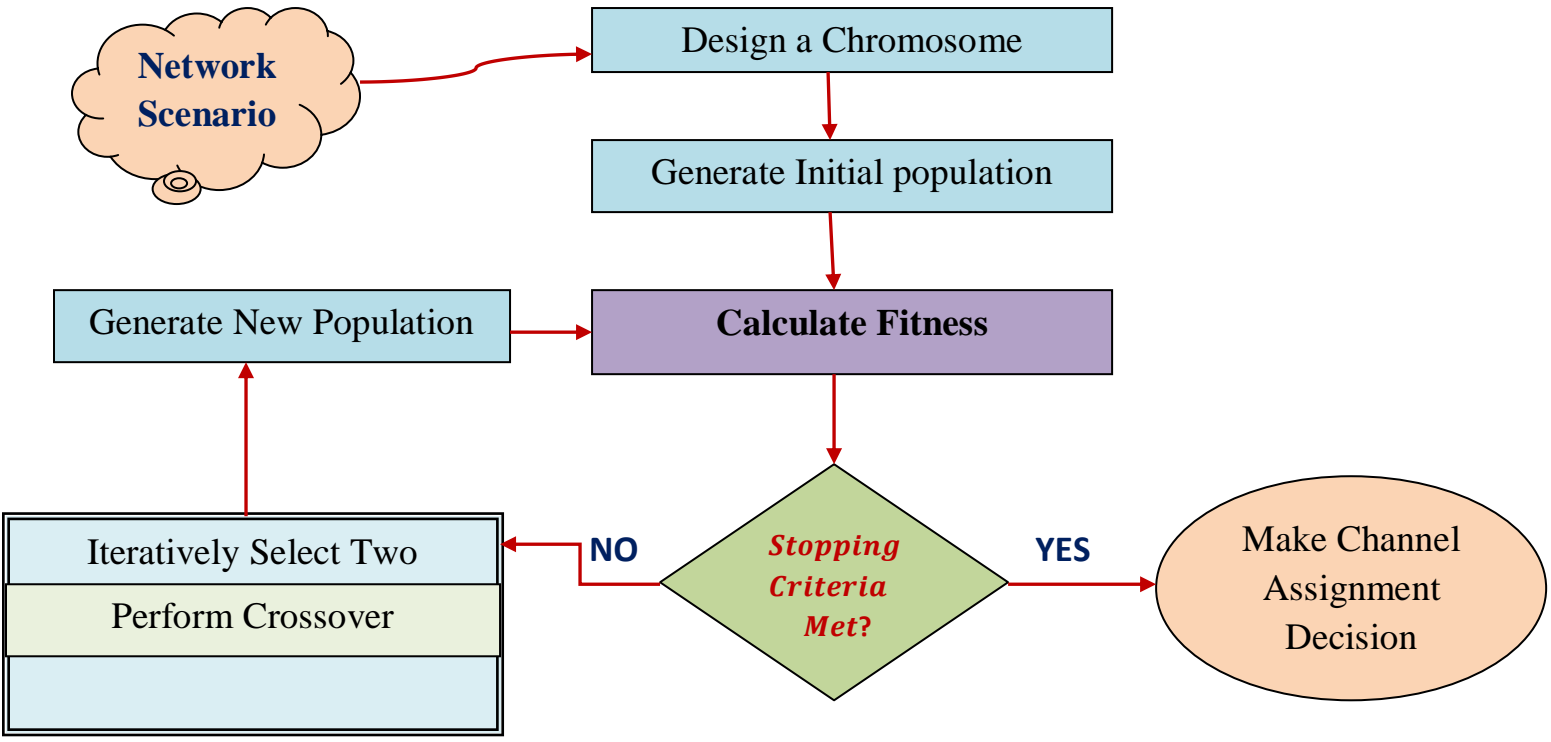 Network
Scenario
Design a Chromosome
Generate Initial population
Generate New Population
Calculate Fitness
Iteratively Select Two
Perform Crossover
NO
Stopping
Criteria
Met?
YES
Make Channel
Assignment
Decision